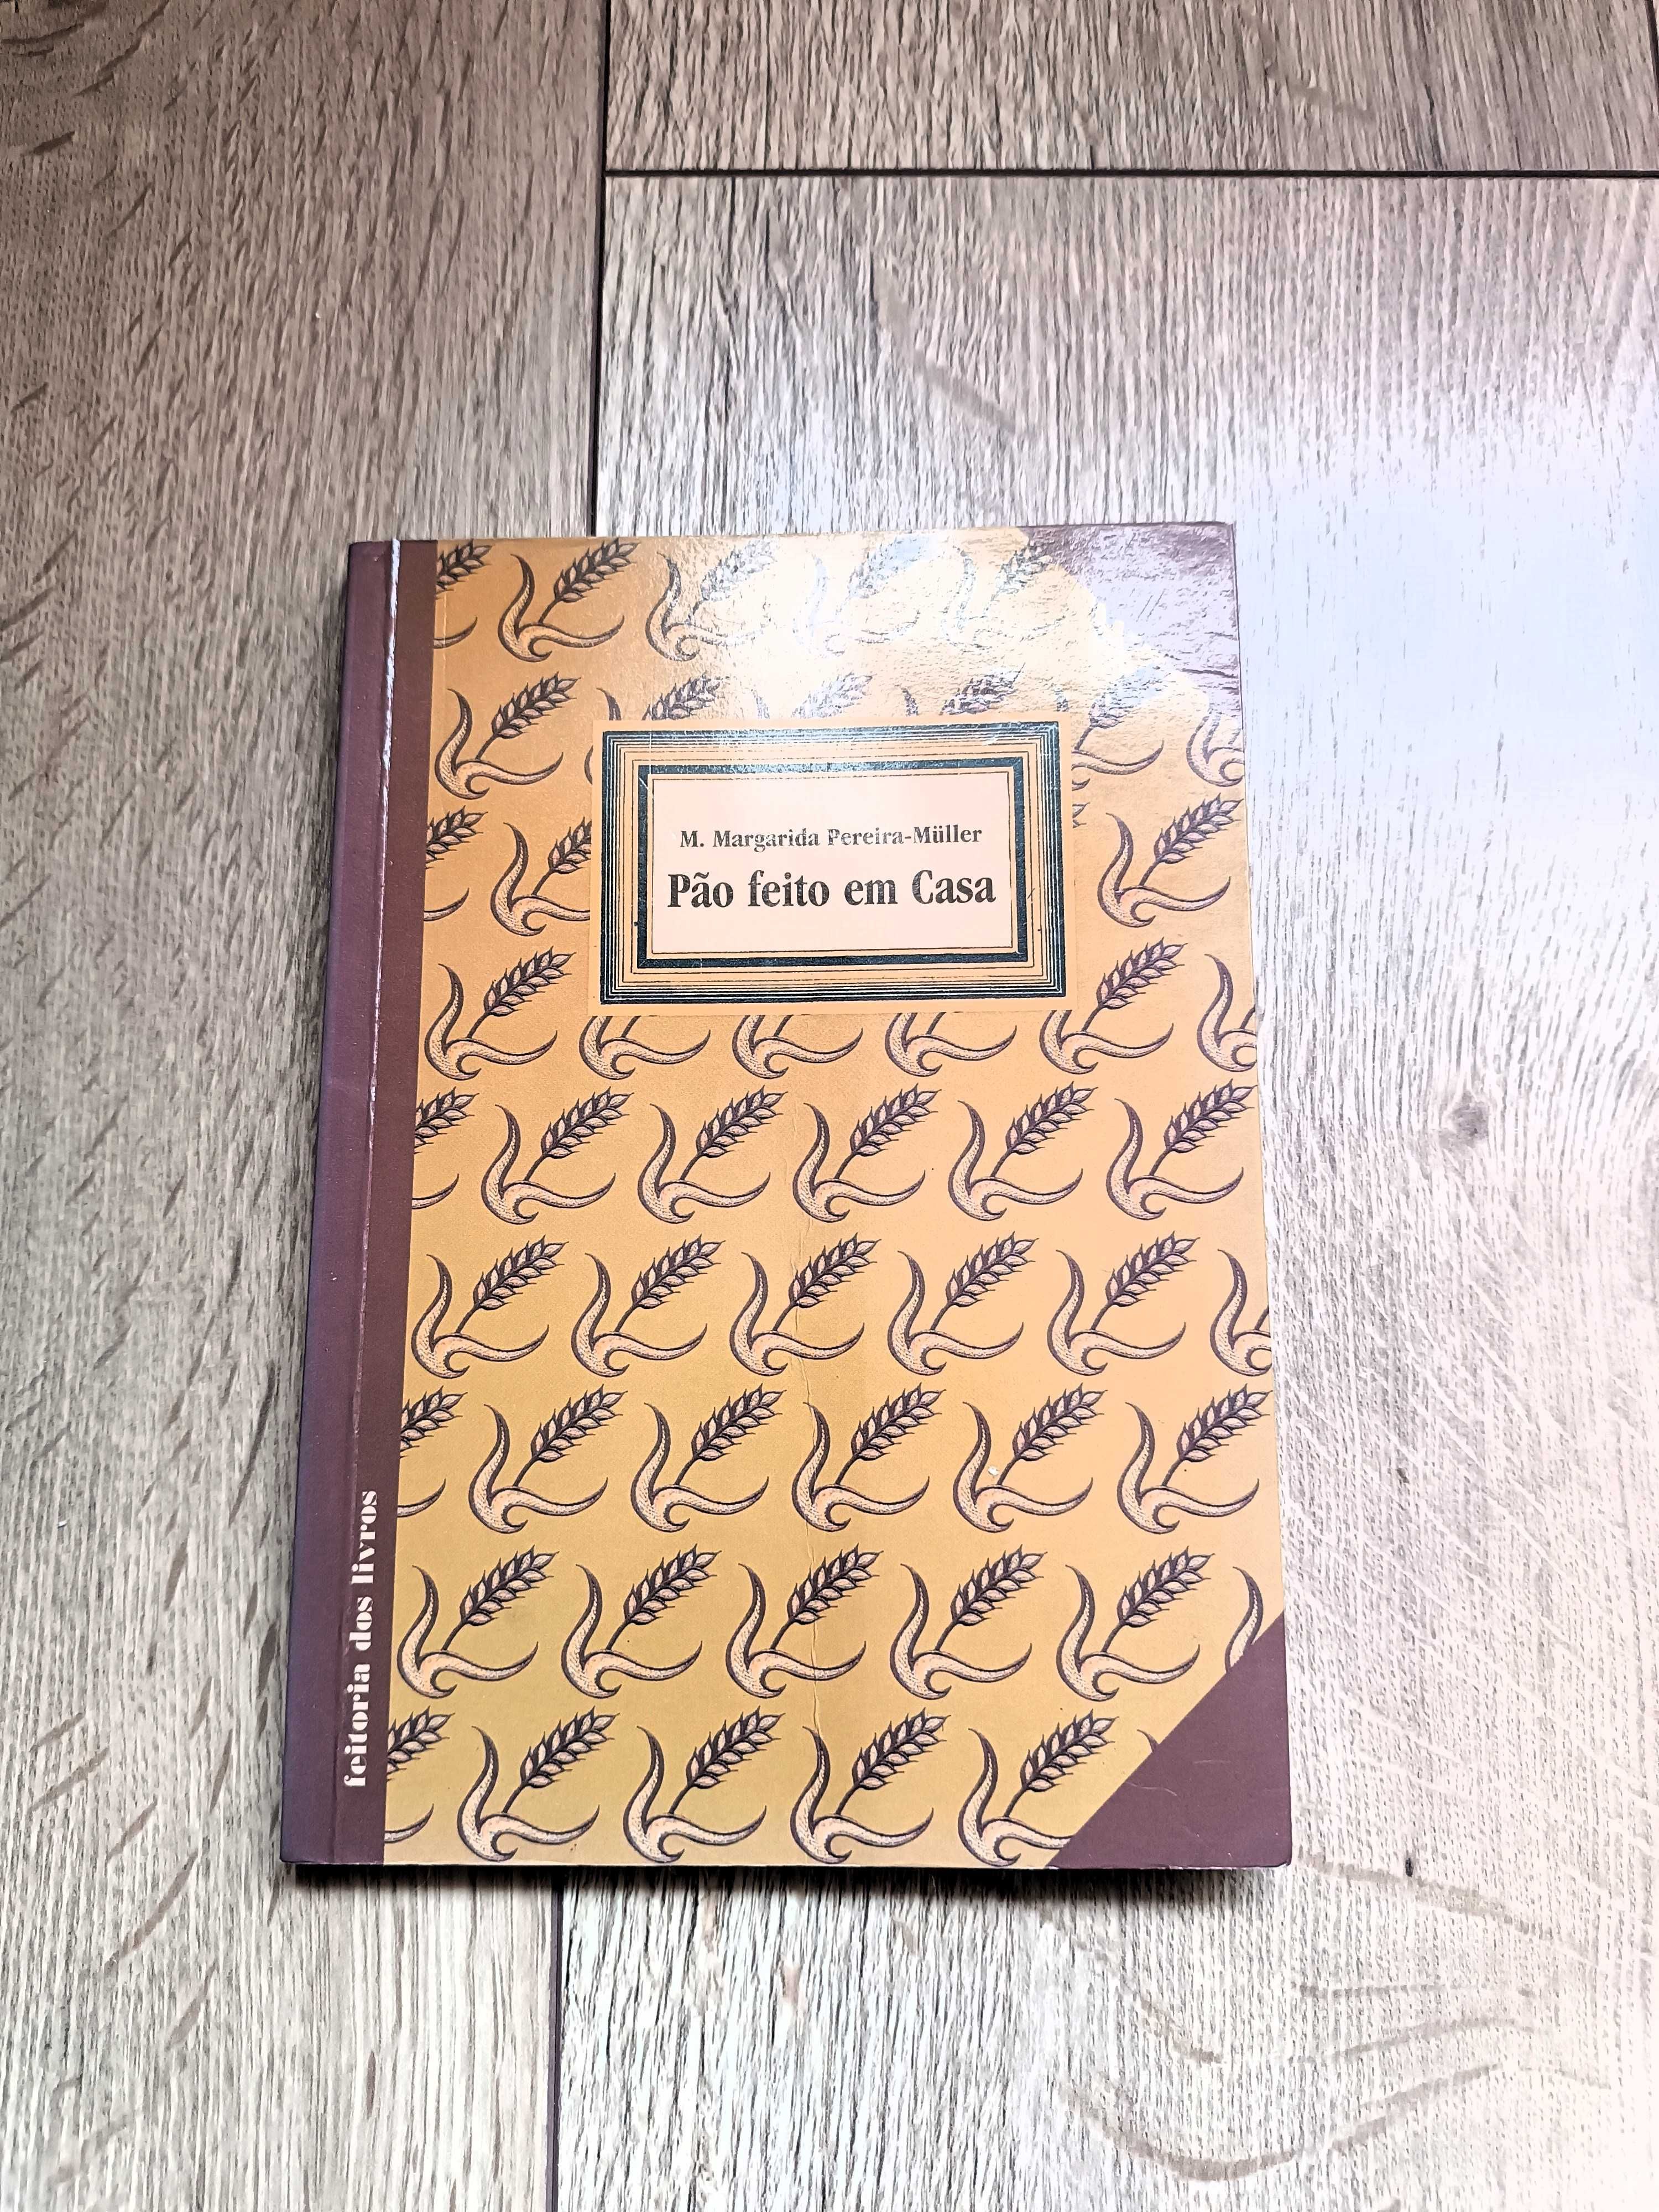 M. Margarida Pereira-Müller
Pão feito em Casa
feitoria dos livros